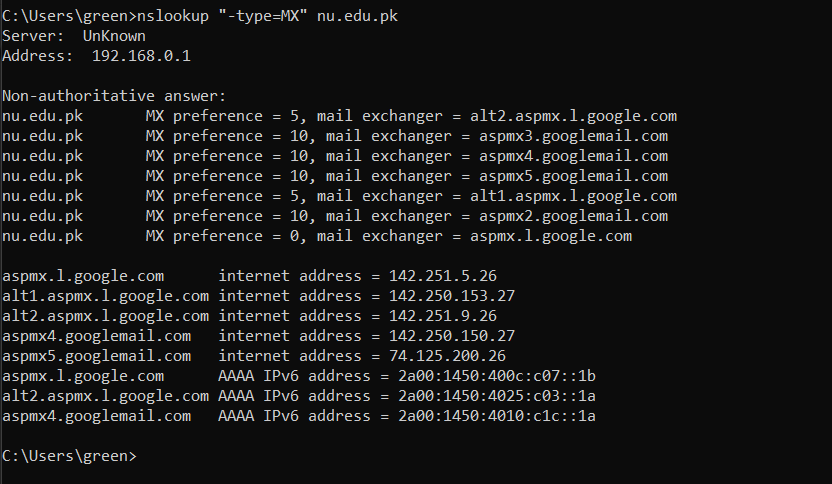 C:\Users\green>nslookup "-type=MX" nu.edu.pk
Server:  UnKnown
Address:  192.168.0.1

Non-authoritative answer:
nu.edu.pk       MX preference = 5, mail exchanger = alt2.aspmx.l.google.com
nu.edu.pk       MX preference = 10, mail exchanger = aspmx3.googlemail.com
nu.edu.pk       MX preference = 10, mail exchanger = aspmx4.googlemail.com
nu.edu.pk       MX preference = 10, mail exchanger = aspmx5.googlemail.com
nu.edu.pk       MX preference = 5, mail exchanger = alt1.aspmx.l.google.com
nu.edu.pk       MX preference = 10, mail exchanger = aspmx2.googlemail.com
nu.edu.pk       MX preference = 0, mail exchanger = aspmx.l.google.com

aspmx.l.google.com      internet address = 142.251.5.26
alt1.aspmx.l.google.com internet address = 142.250.153.27
alt2.aspmx.l.google.com internet address = 142.251.9.26
aspmx4.googlemail.com   internet address = 142.250.150.27
aspmx5.googlemail.com   internet address = 74.125.200.26
aspmx.l.google.com      AAAA IPv6 address = 2a00:1450:400c:c07::1b
alt2.aspmx.l.google.com AAAA IPv6 address = 2a00:1450:4025:c03::1a
aspmx4.googlemail.com   AAAA IPv6 address = 2a00:1450:4010:c1c::1a

C:\Users\green>